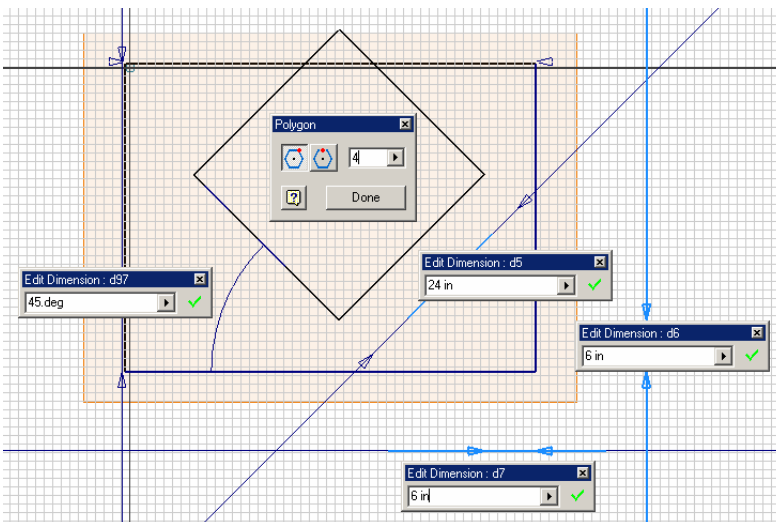 Polygon
4
Done
Edit Dimension : d97
45.deg
Edit Dimension : d5
24 in
Edit Dimension : d6
6 in
Edit Dimension : d7
6 in